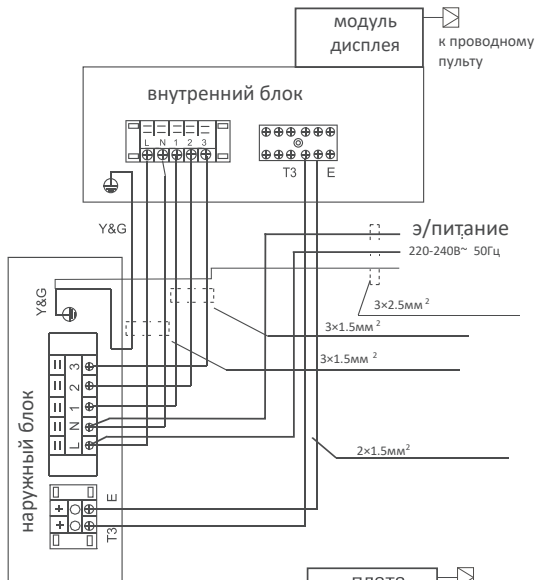 модуль
дисплея
к проводному
пульту
внутренний блок
L N 1 2 3
T3 E
Y&G
э/питание
220-240В~ 50Гц
Y&G
3×2.5мм²
3×1.5мм²
3×1.5мм²
наружный блок
3
2
1
N
L
2×1.5мм²
E
T3
плата